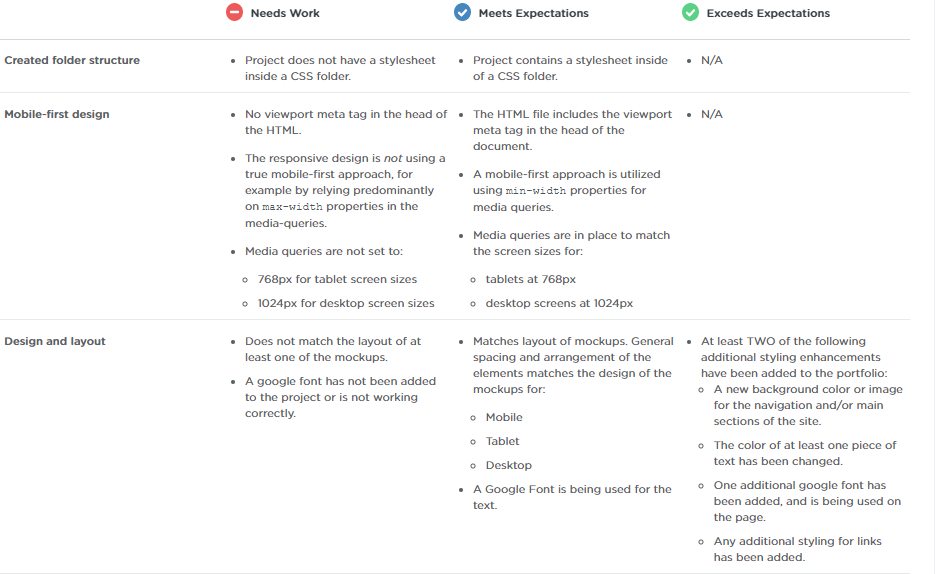 Needs Work
Meets Expectations
Exceeds Expectations
Created folder structure
• Project does not have a stylesheet
inside a CSS folder.
• Project contains a stylesheet inside
of a CSS folder.
• N/A
Mobile-first design
• No viewport meta tag in the head of
the HTML.
• The responsive design is not using a
true mobile-first approach, for
example by relying predominantly
on max-width properties in the
media-queries.
• Media queries are not set to:
○ 768px for tablet screen sizes
○ 1024px for desktop screen sizes
• The HTML file includes the viewport
meta tag in the head of the
document.
• A mobile-first approach is utilized
using min-width properties for
media queries.
• Media queries are in place to match
the screen sizes for:
○ tablets at 768px
○ desktop screens at 1024px
• N/A
Design and layout
• Does not match the layout of at
least one of the mockups.
• A google font has not been added
to the project or is not working
correctly.
• Matches layout of mockups. General
spacing and arrangement of the
elements matches the design of the
mockups for:
○ Mobile
○ Tablet
○ Desktop
• A Google Font is being used for the
text.
• At least TWO of the following
additional styling enhancements
have been added to the portfolio:
○ A new background color or image
for the navigation and/or main
sections of the site.
○ The color of at least one piece of
text has been changed.
○ One additional google font has
been added, and is being used on
the page.
○ Any additional styling for links
has been added.